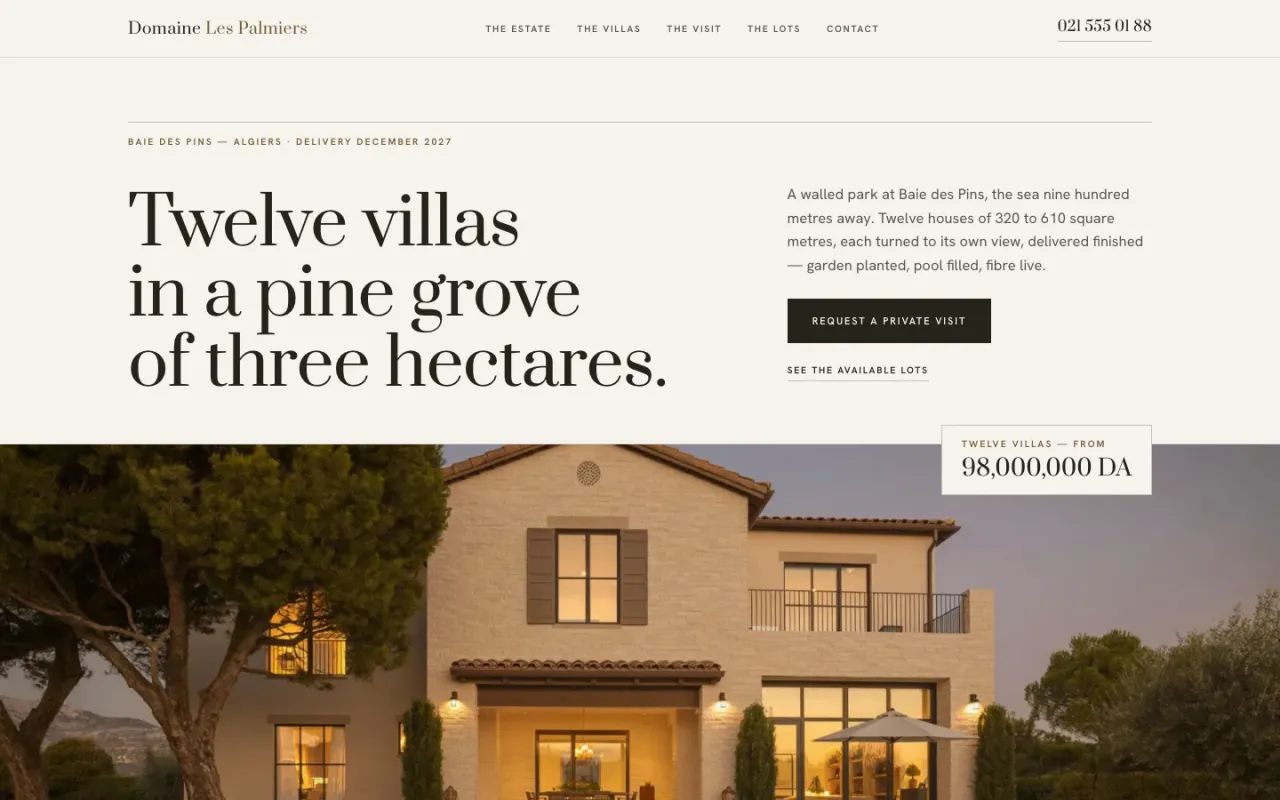 Domaine Les Palmiers
THE ESTATE
THE VILLAS
THE VISIT
THE LOTS
CONTACT
021 555 01 88
BAIE DES PINS — ALGIERS · DELIVERY DECEMBER 2027
Twelve villas
in a pine grove
of three hectares.
A walled park at Baie des Pins, the sea nine hundred
metres away. Twelve houses of 320 to 610 square
metres, each turned to its own view, delivered finished
— garden planted, pool filled, fibre live.
REQUEST A PRIVATE VISIT
SEE THE AVAILABLE LOTS
TWELVE VILLAS — FROM
98,000,000 DA